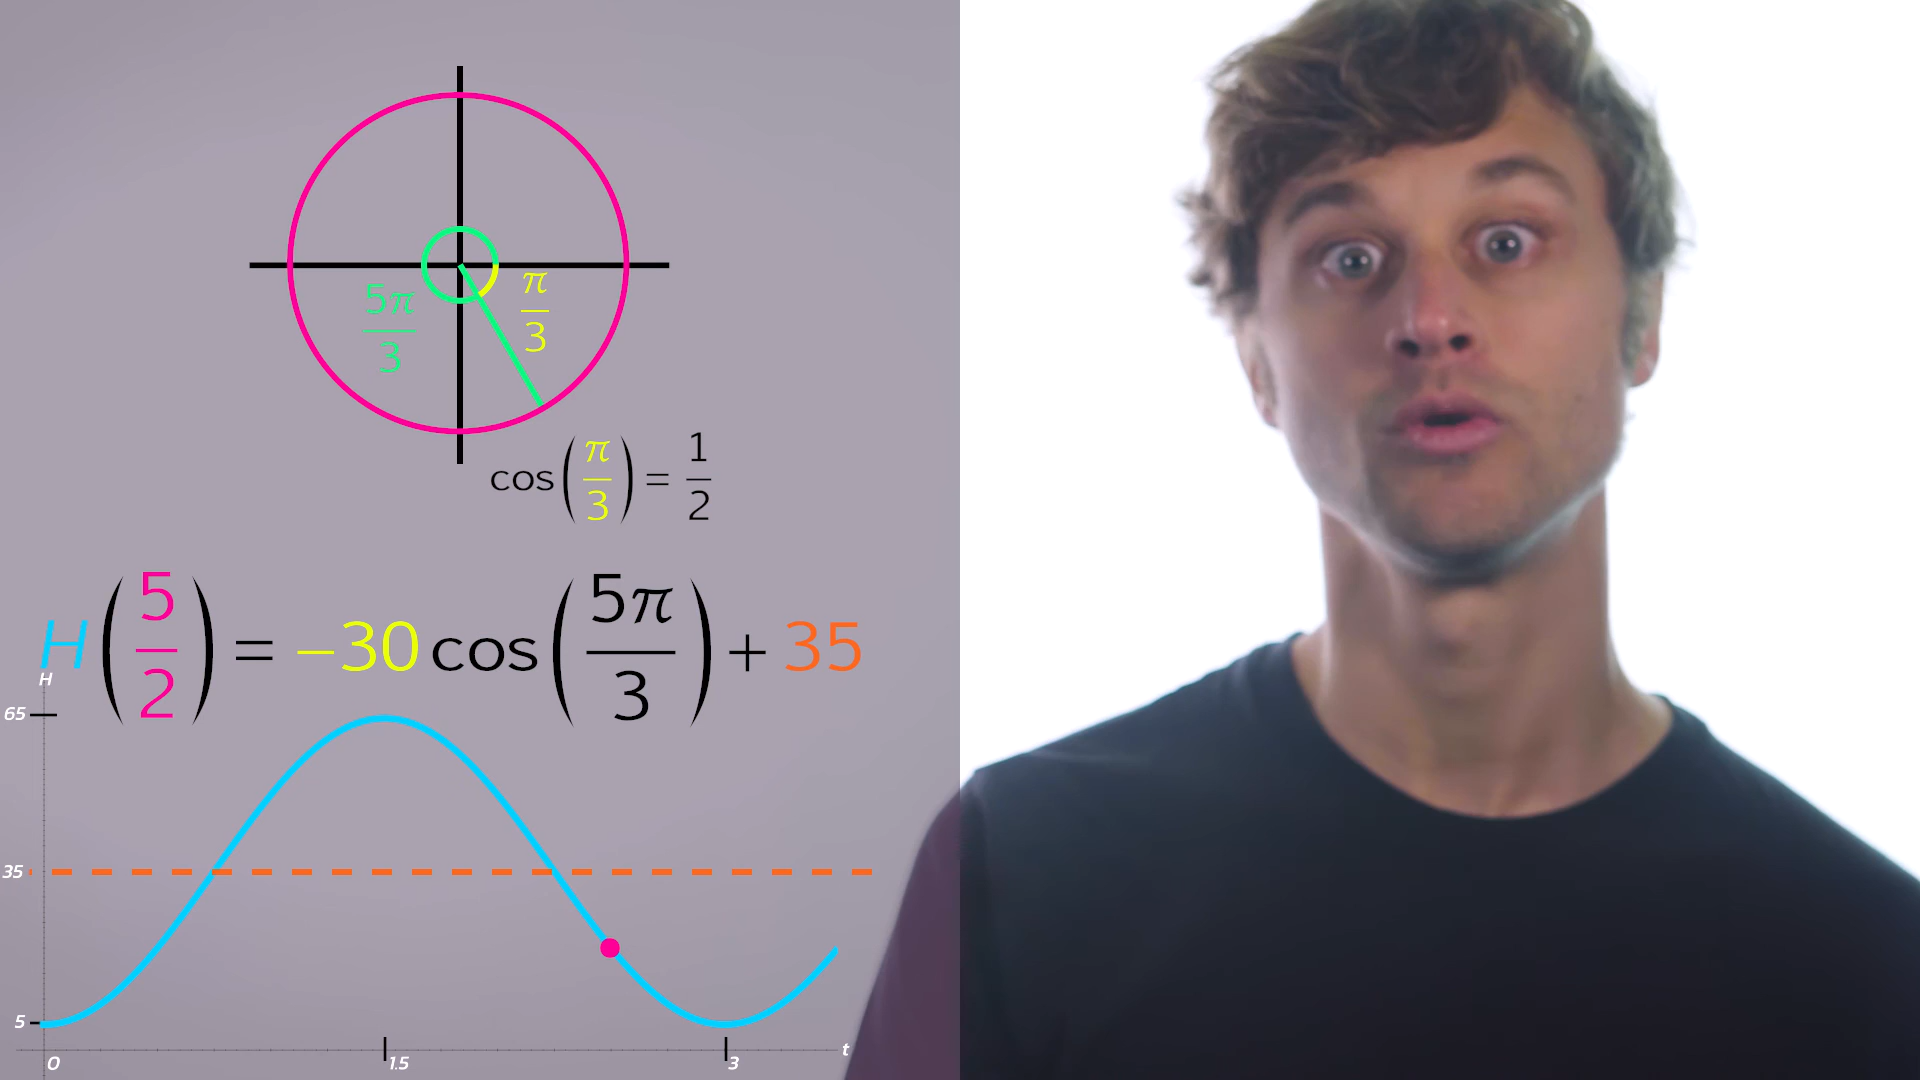 5π/3
π/3
cos(π/3) = 1/2
H(5/2) = −30 cos(5π/3) + 35
H
65
35
5
0 1.5 3 t